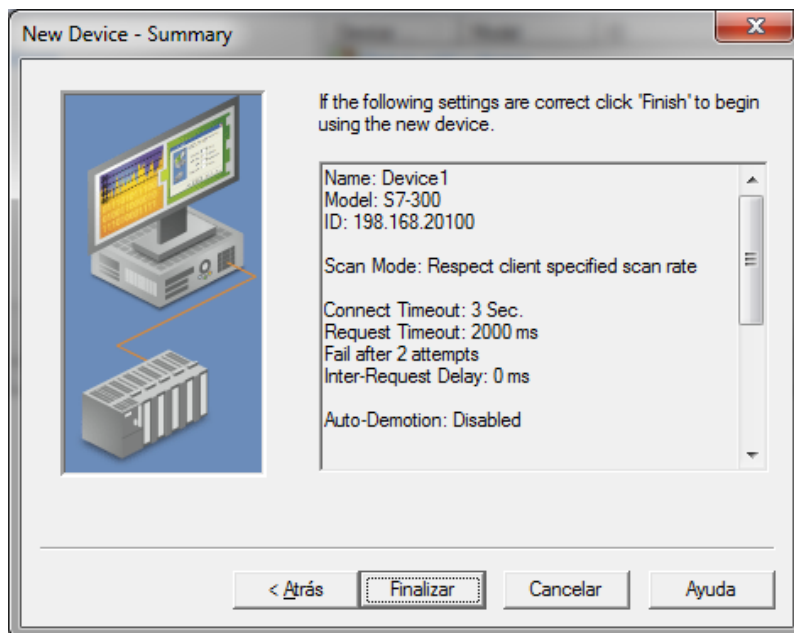 New Device - Summary
If the following settings are correct click 'Finish' to begin
using the new device.
Name: Device1
Model: S7-300
ID: 198.168.20100
Scan Mode: Respect client specified scan rate
Connect Timeout: 3 Sec.
Request Timeout: 2000 ms
Fail after 2 attempts
Inter-Request Delay: 0 ms
Auto-Demotion: Disabled
< Atrás Finalizar Cancelar Ayuda